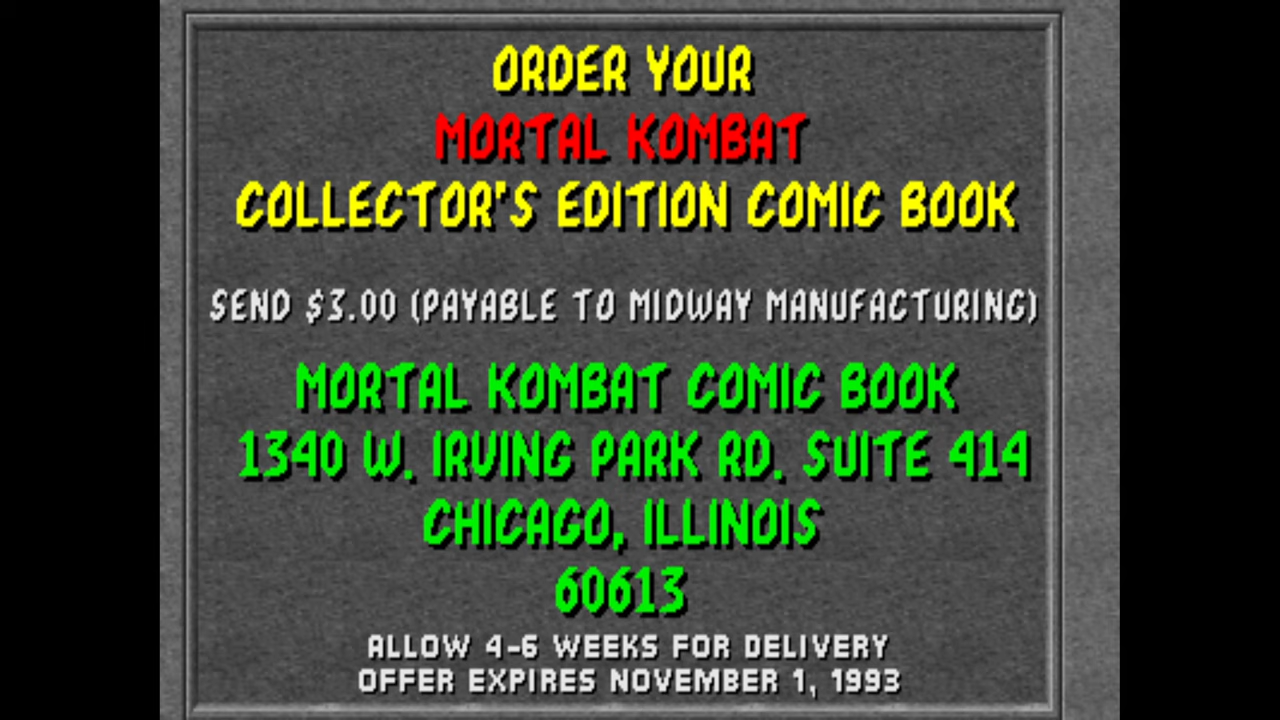 ORDER YOUR
MORTAL KOMBAT
COLLECTOR'S EDITION COMIC BOOK
SEND $3.00 (PAYABLE TO MIDWAY MANUFACTURING)
MORTAL KOMBAT COMIC BOOK
1340 W. IRVING PARK RD. SUITE 414
CHICAGO, ILLINOIS
60613
ALLOW 4-6 WEEKS FOR DELIVERY
OFFER EXPIRES NOVEMBER 1, 1993